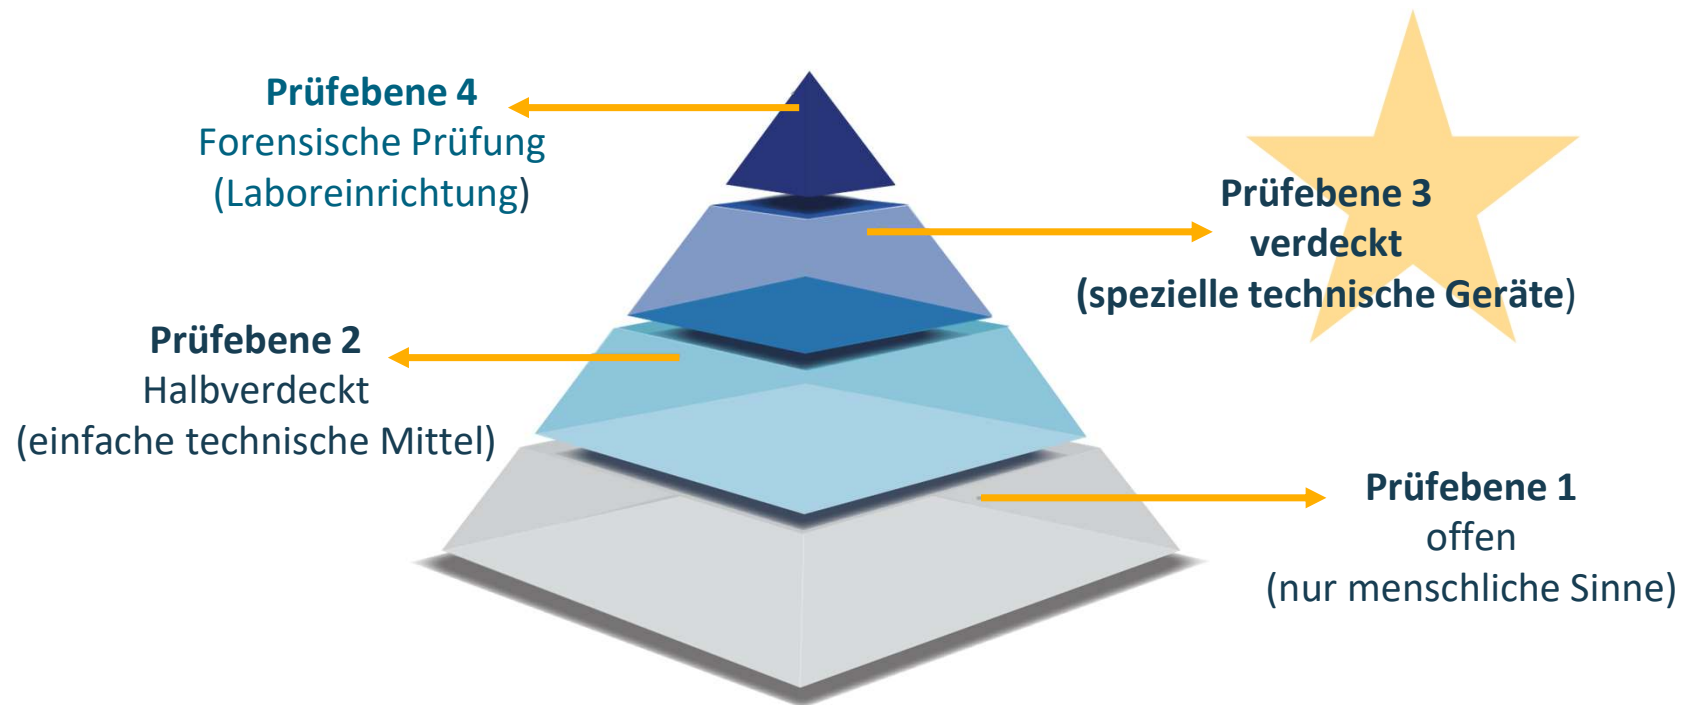 Prüfebene 4
Forensische Prüfung
(Laboreinrichtung)
Prüfebene 3
verdeckt
(spezielle technische Geräte)
Prüfebene 2
Halbverdeckt
(einfache technische Mittel)
Prüfebene 1
offen
(nur menschliche Sinne)